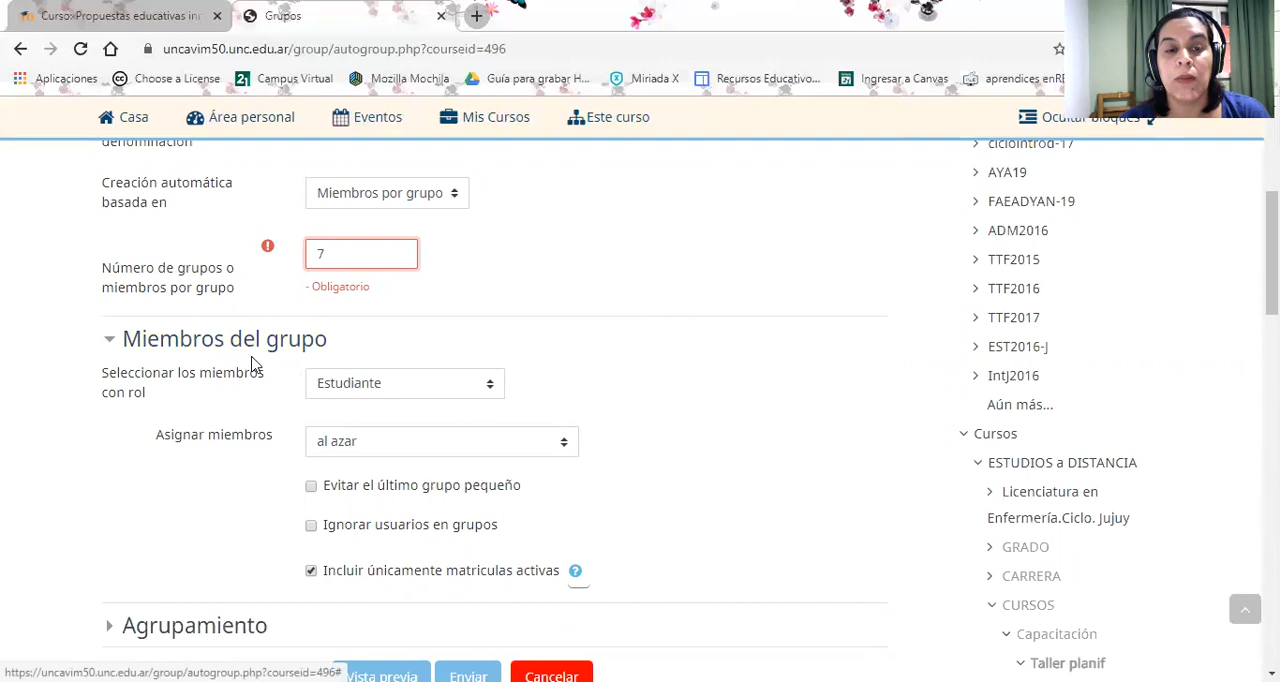 Curso»Propuestas educativas inn
Grupos
uncavim50.unc.edu.ar/group/autogroup.php?courseid=496
Aplicaciones
Choose a License
Campus Virtual
Mozilla Mochila
Guía para grabar H...
Miriada X
Recursos Educativo...
Ingresar a Canvas
aprendices enRE
Casa
Área personal
Eventos
Mis Cursos
Este curso
Ocultar bloques
denominación
Creación automática
basada en
Miembros por grupo
Número de grupos o
miembros por grupo
7
- Obligatorio
Miembros del grupo
Seleccionar los miembros
con rol
Estudiante
Asignar miembros
al azar
Evitar el último grupo pequeño
Ignorar usuarios en grupos
Incluir únicamente matriculas activas
Agrupamiento
Vista previa
Enviar
Cancelar
https://uncavim50.unc.edu.ar/group/autogroup.php?courseid=496#
cicloIntrod-17
AYA19
FAEADYAN-19
ADM2016
TTF2015
TTF2016
TTF2017
EST2016-J
IntJ2016
Aún más...
Cursos
ESTUDIOS a DISTANCIA
Licenciatura en
Enfermería.Ciclo. Jujuy
GRADO
CARRERA
CURSOS
Capacitación
Taller planif